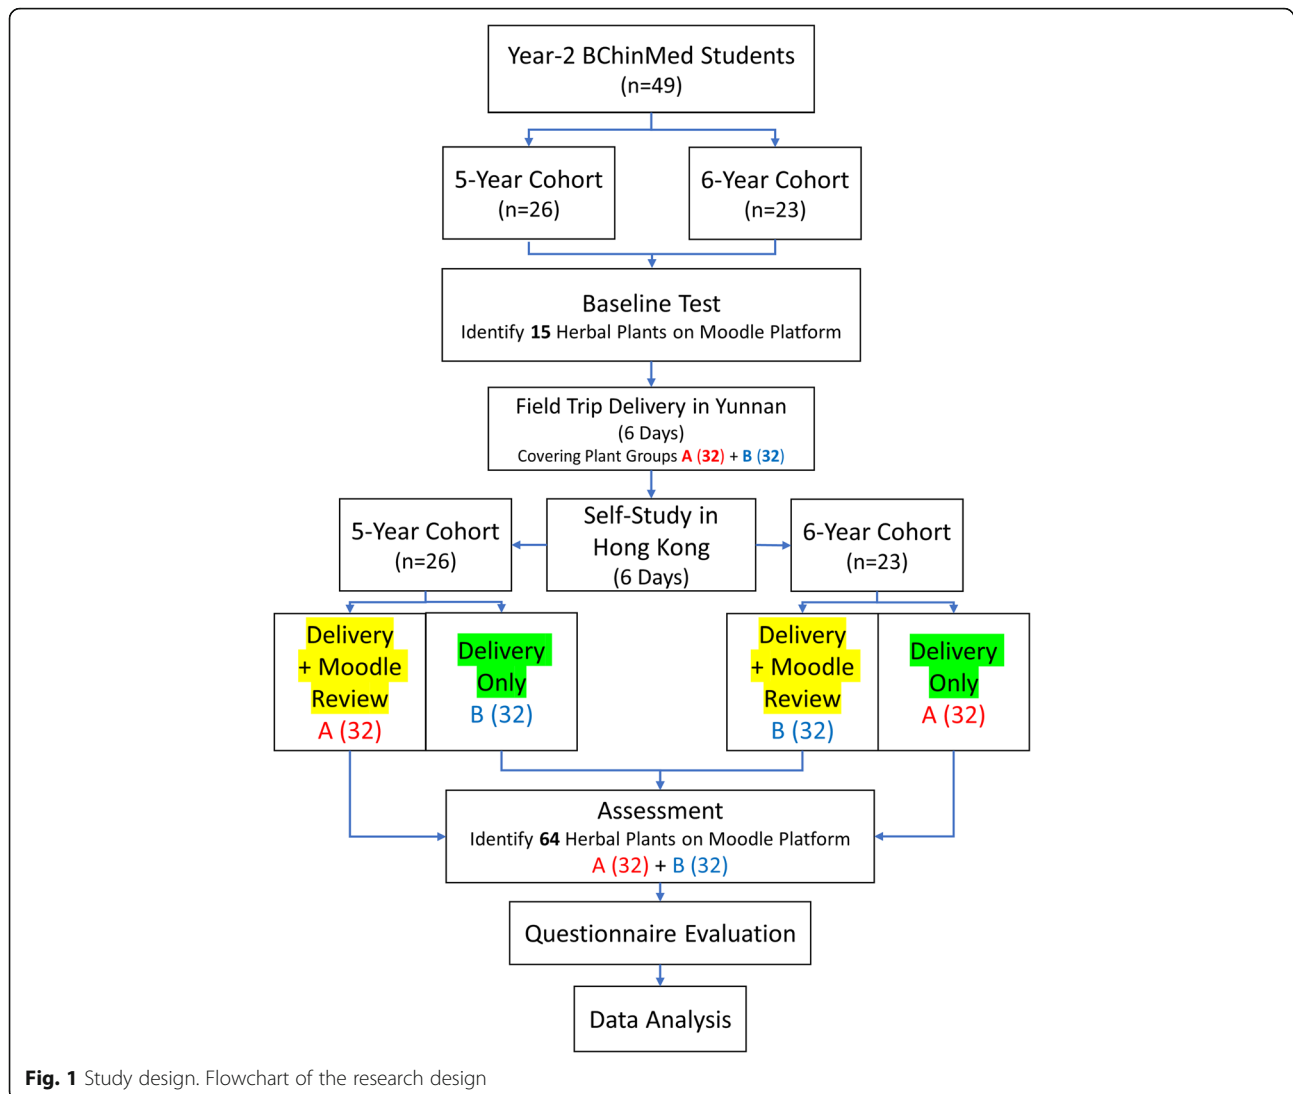 Year-2 BChinMed Students
(n=49)
5-Year Cohort
(n=26)
6-Year Cohort
(n=23)
Baseline Test
Identify 15 Herbal Plants on Moodle Platform
Field Trip Delivery in Yunnan
(6 Days)
Covering Plant Groups A (32) + B (32)
5-Year Cohort
(n=26)
Self-Study in
Hong Kong
(6 Days)
6-Year Cohort
(n=23)
Delivery
+ Moodle
Review
A (32)
Delivery
Only
B (32)
Delivery
+ Moodle
Review
B (32)
Delivery
Only
A (32)
Assessment
Identify 64 Herbal Plants on Moodle Platform
A (32) + B (32)
Questionnaire Evaluation
Data Analysis
Fig. 1 Study design. Flowchart of the research design